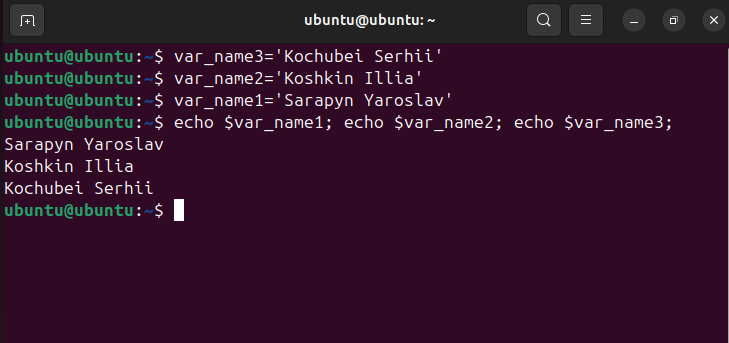 ubuntu@ubuntu: ~
ubuntu@ubuntu:~$ var_name3='Kochubei Serhii'
ubuntu@ubuntu:~$ var_name2='Koshkin Illia'
ubuntu@ubuntu:~$ var_name1='Sarapyn Yaroslav'
ubuntu@ubuntu:~$ echo $var_name1; echo $var_name2; echo $var_name3;
Sarapyn Yaroslav
Koshkin Illia
Kochubei Serhii
ubuntu@ubuntu:~$